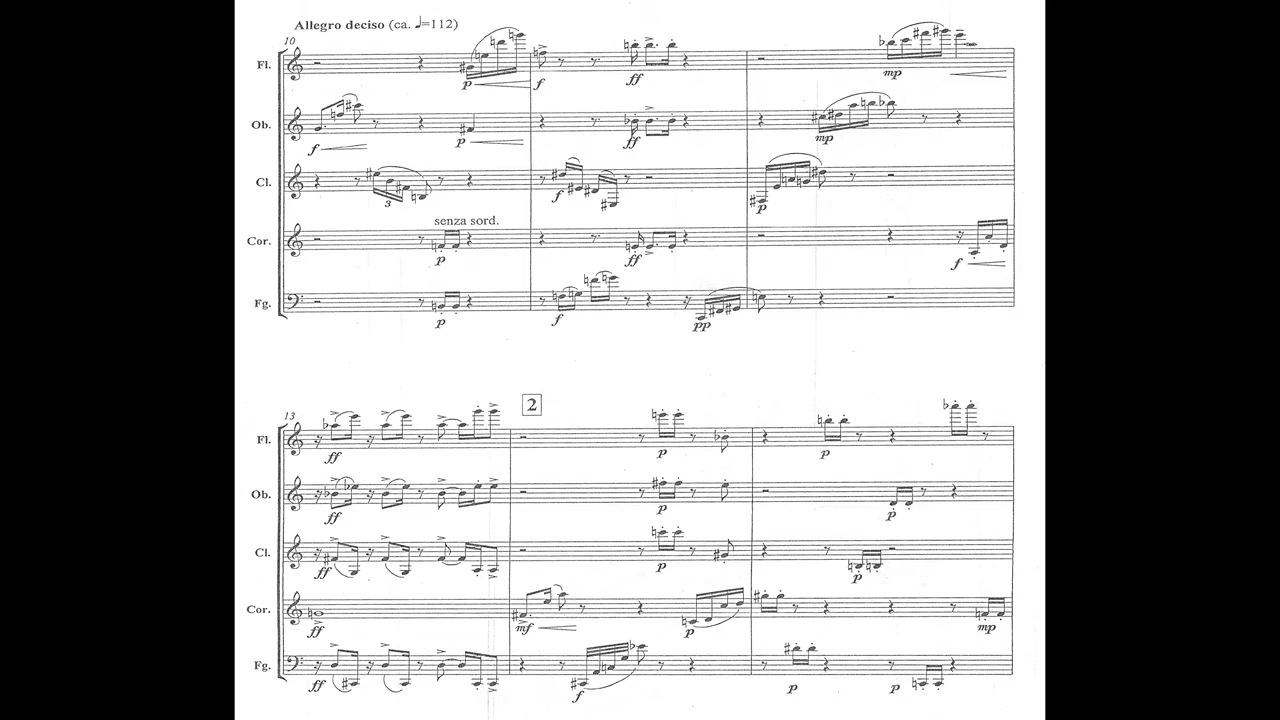 Allegro deciso (ca. ♩=112)
10
Fl.
p f ff mp
Ob.
f p ff mp
Cl.
3 f p
senza sord.
Cor.
p ff f
Fg.
p f pp
13
2
Fl.
ff p p
Ob.
ff p p
Cl.
ff p p
Cor.
ff mf p mp
Fg.
ff f p p